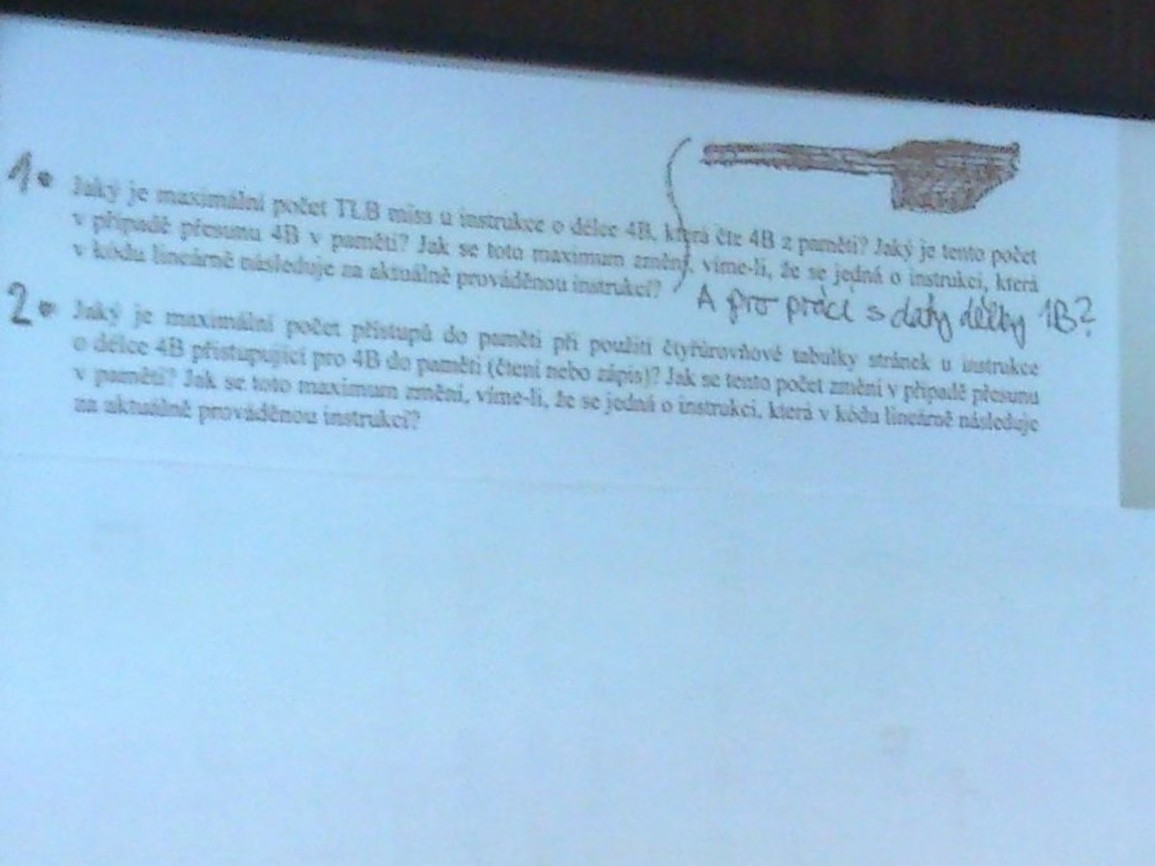 1. Jaký je maximální počet TLB miss u instrukce o délce 4B, která čte 4B z paměti? Jaký je tento počet
v případě přesunu 4B v paměti? Jak se toto maximum změní, víme-li, že se jedná o instrukci, která
v kódu lineárně následuje za aktuálně prováděnou instrukcí?
A pro práci s daty délky 1B?
2. Jaký je maximální počet přístupů do paměti při použití čtyřúrovňové tabulky stránek u instrukce
o délce 4B přistupující pro 4B do paměti (čtení nebo zápis)? Jak se tento počet změní v případě přesunu
v paměti? Jak se toto maximum změní, víme-li, že se jedná o instrukci, která v kódu lineárně následuje
za aktuálně prováděnou instrukcí?